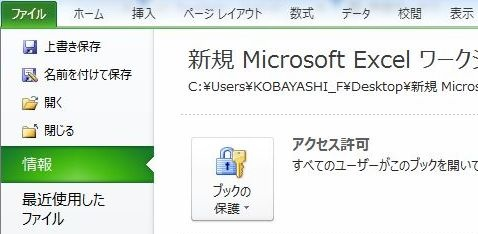 ファイル ホーム 挿入 ページ レイアウト 数式 データ 校閲 表示
上書き保存
名前を付けて保存
開く
閉じる
情報
最近使用した
ファイル
新規 Microsoft Excel ワーク
C:¥Users¥KOBAYASHI_F¥Desktop¥新規 Micros
ブックの
保護
アクセス許可
すべてのユーザーがこのブックを開いて